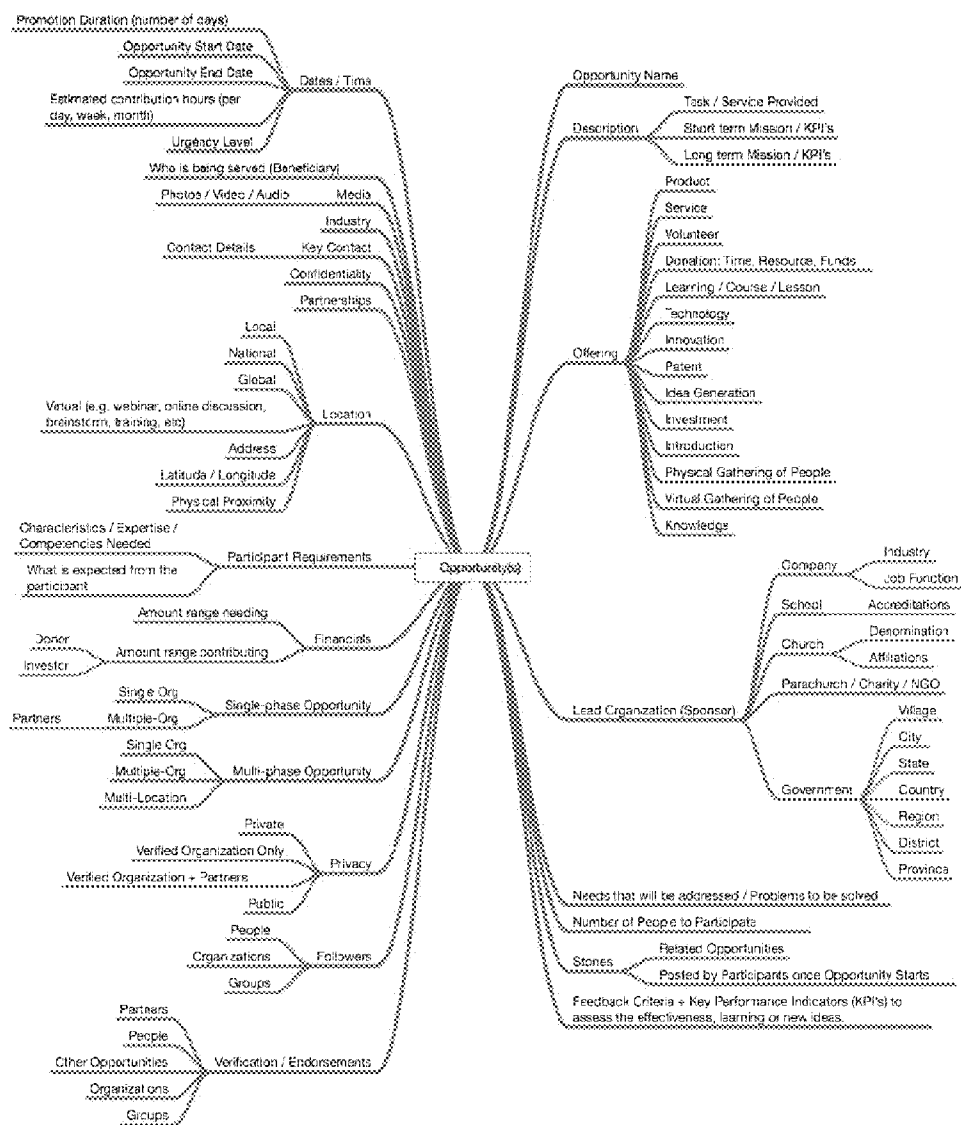 Promotion Duration (number of days)
Opportunity Start Date
Opportunity End Date
Estimated contribution hours (per
day, week, month)
Urgency Level
Dates / Time
Who is being served (Beneficiary)
Photos / Video / Audio
Media
Industry
Contact Details
Key Contact
Confidentiality
Partnerships
Local
National
Global
Virtual (e.g. webinar, online discussion,
brainstorm, training, etc)
Address
Latitude / Longitude
Physical Proximity
Location
Characteristics / Expertise /
Competencies Needed
What is expected from the
participant
Participant Requirements
Amount range needing
Donor
Investor
Amount range contributing
Financials
Single Org
Partners
Multiple-Org
Single-phase Opportunity
Single Org
Multiple-Org
Multi-Location
Multi-phase Opportunity
Private
Verified Organization Only
Verified Organization + Partners
Public
Privacy
People
Organizations
Groups
Followers
Partners
People
Other Opportunities
Organizations
Groups
Verification / Endorsements
Opportunity(s)
Opportunity Name
Description
Task / Service Provided
Short term Mission / KPI's
Long term Mission / KPI's
Offering
Product
Service
Volunteer
Donation: Time, Resource, Funds
Learning / Course / Lesson
Technology
Innovation
Patent
Idea Generation
Investment
Introduction
Physical Gathering of People
Virtual Gathering of People
Knowledge
Lead Organization (Sponsor)
Company
Industry
Job Function
School
Accreditations
Church
Denomination
Affiliations
Parachurch / Charity / NGO
Government
Village
City
State
Country
Region
District
Province
Needs that will be addressed / Problems to be solved
Number of People to Participate
Stories
Related Opportunities
Posted by Participants once Opportunity Starts
Feedback Criteria + Key Performance Indicators (KPI's) to
assess the effectiveness, learning or new ideas.